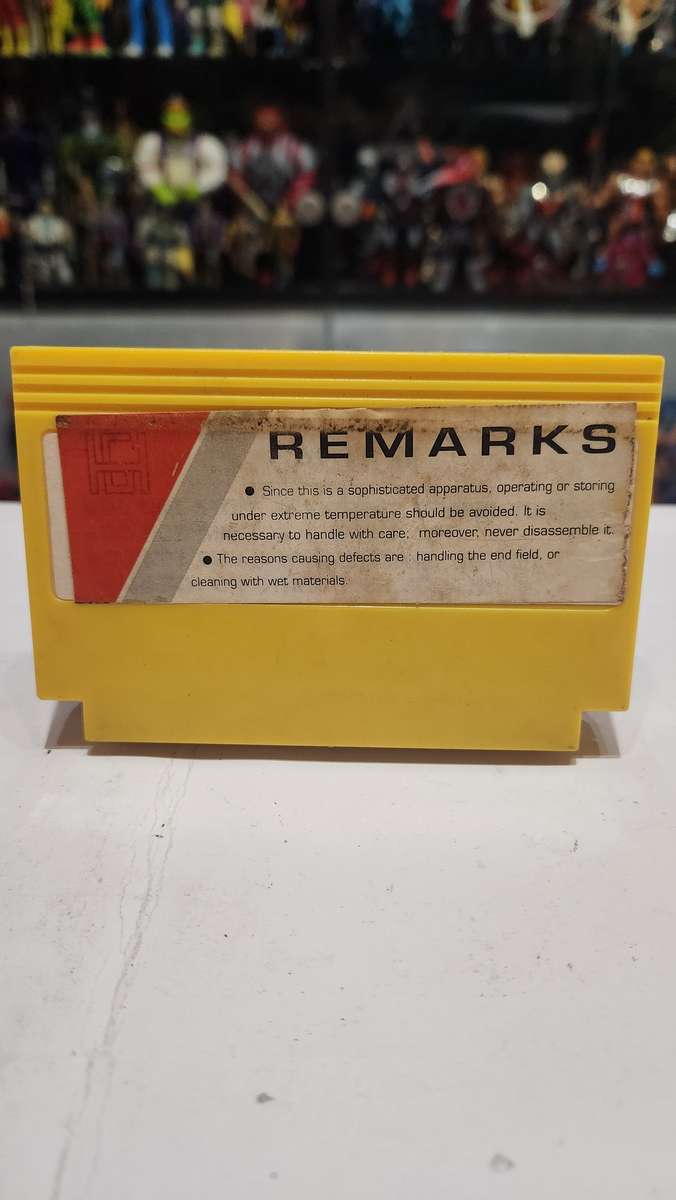 REMARKS
● Since this is a sophisticated apparatus, operating or storing
under extreme temperature should be avoided. It is
necessary to handle with care; moreover, never disassemble it.
● The reasons causing defects are : handling the end field, or
cleaning with wet materials.